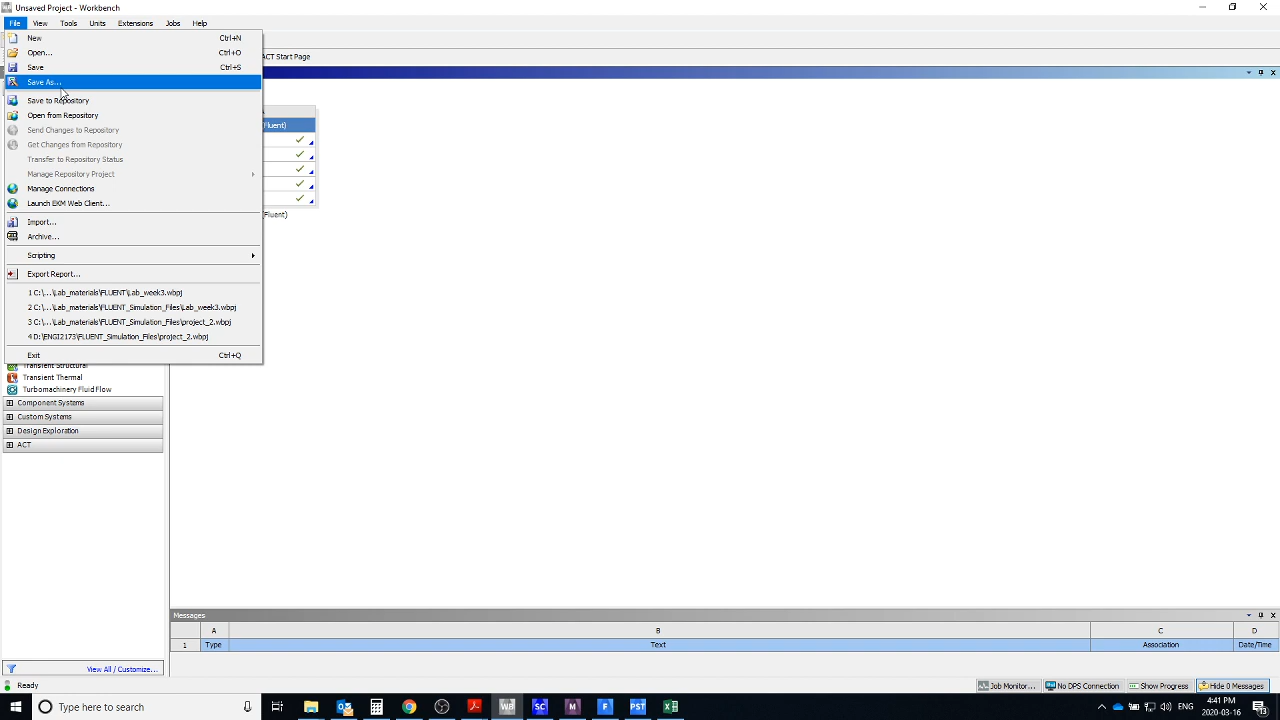 Unsaved Project - Workbench
File View Tools Units Extensions Jobs Help
New Ctrl+N
Open... Ctrl+O
Save Ctrl+S
Save As...
Save to Repository
Open from Repository
Send Changes to Repository
Get Changes from Repository
Transfer to Repository Status
Manage Repository Project
Manage Connections
Launch EKM Web Client...
Import...
Archive...
Scripting
Export Report...
1 C:\...\Lab_materials\FLUENT\Lab_week3.wbpj
2 C:\...\Lab_materials\FLUENT_Simulation_Files\Lab_week3.wbpj
3 C:\...\Lab_materials\FLUENT_Simulation_Files\project_2.wbpj
4 D:\ENGI2173\FLUENT_Simulation_Files\project_2.wbpj
Exit Ctrl+Q
ACT Start Page
(Fluent)
(Fluent)
Transient Structural
Transient Thermal
Turbomachinery Fluid Flow
Component Systems
Custom Systems
Design Exploration
ACT
View All / Customize...
Messages
A B C D
1 Type Text Association Date/Time
Ready
Job Monitor... No DPS Connection Show Progress Hide 0 Messages
Type here to search
WB SC M F PST
ENG
4:41 PM
2020-03-16